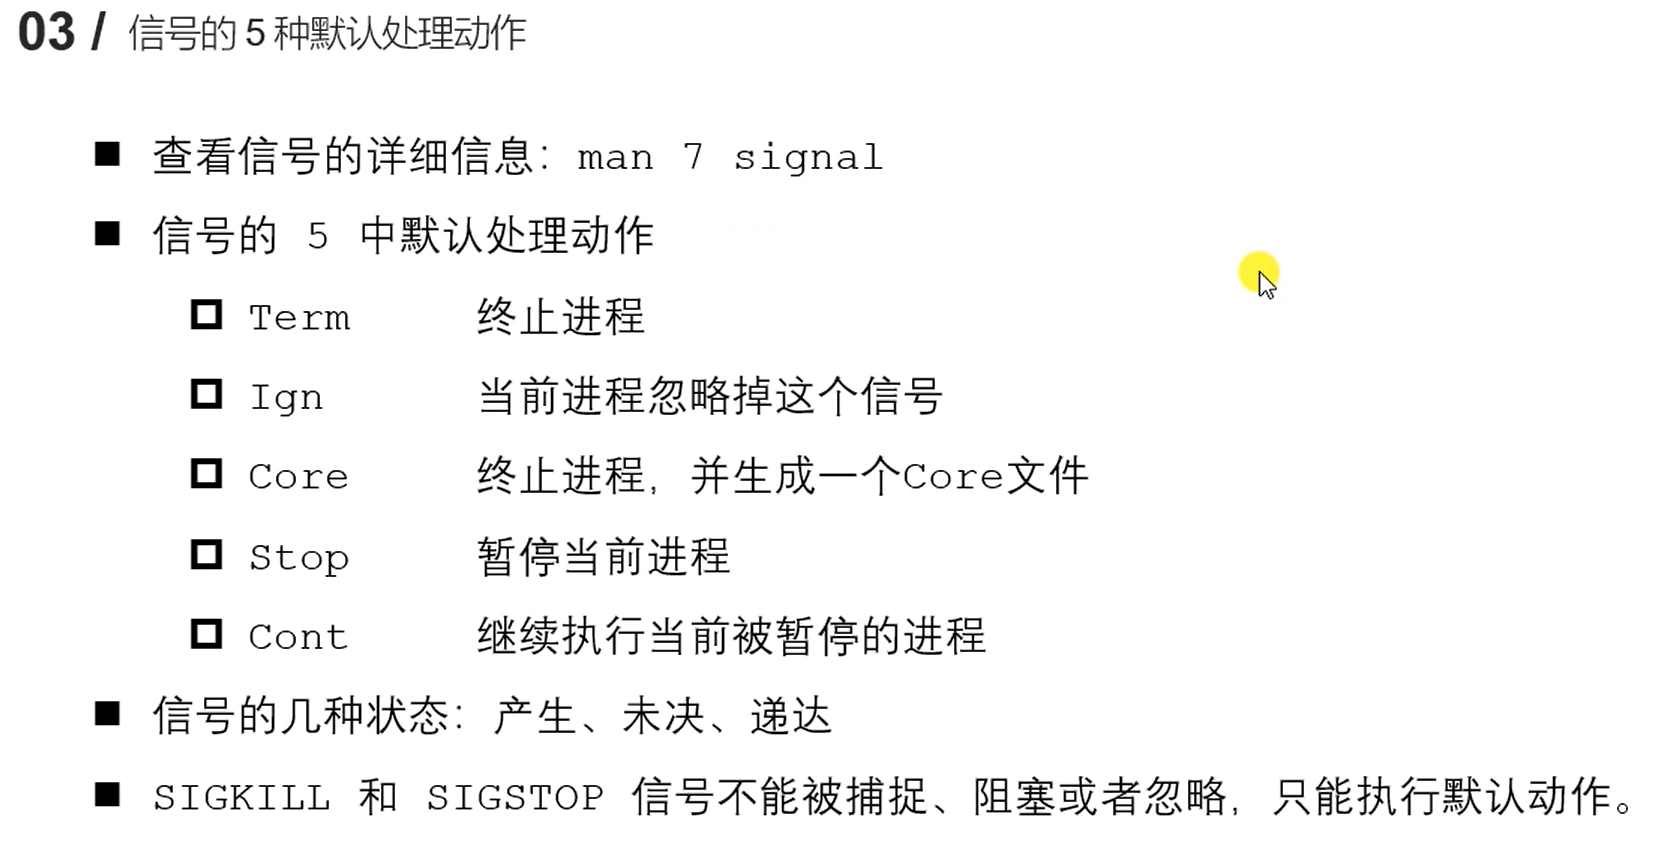 03 / 信号的 5 种默认处理动作
查看信号的详细信息：man 7 signal
信号的 5 中默认处理动作
Term 终止进程
Ign 当前进程忽略掉这个信号
Core 终止进程，并生成一个Core文件
Stop 暂停当前进程
Cont 继续执行当前被暂停的进程
信号的几种状态：产生、未决、递达
SIGKILL 和 SIGSTOP 信号不能被捕捉、阻塞或者忽略，只能执行默认动作。